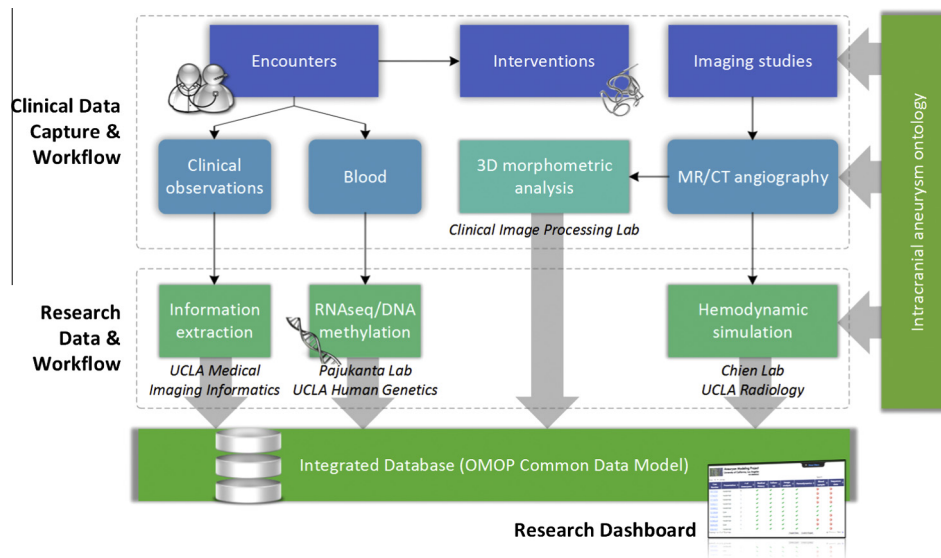 Clinical Data
Capture &
Workflow
Encounters
Interventions
Imaging studies
Clinical
observations
Blood
3D morphometric
analysis
MR/CT angiography
Clinical Image Processing Lab
Intracranial aneurysm ontology
Research
Data &
Workflow
Information
extraction
RNAseq/DNA
methylation
Hemodynamic
simulation
UCLA Medical
Imaging Informatics
Pajukanta Lab
UCLA Human Genetics
Chien Lab
UCLA Radiology
Integrated Database (OMOP Common Data Model)
Research Dashboard